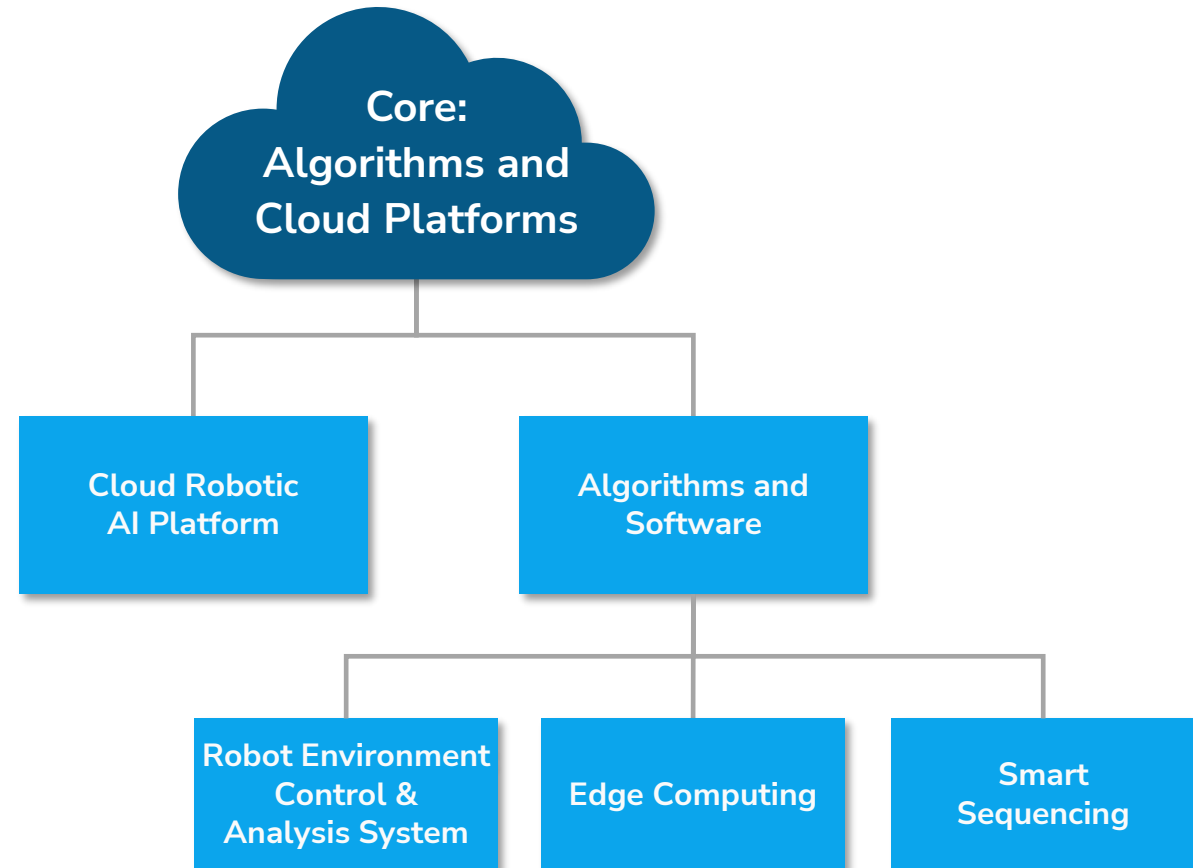 Core:
Algorithms and
Cloud Platforms
Cloud Robotic
AI Platform
Algorithms and
Software
Robot Environment
Control &
Analysis System
Edge Computing
Smart
Sequencing